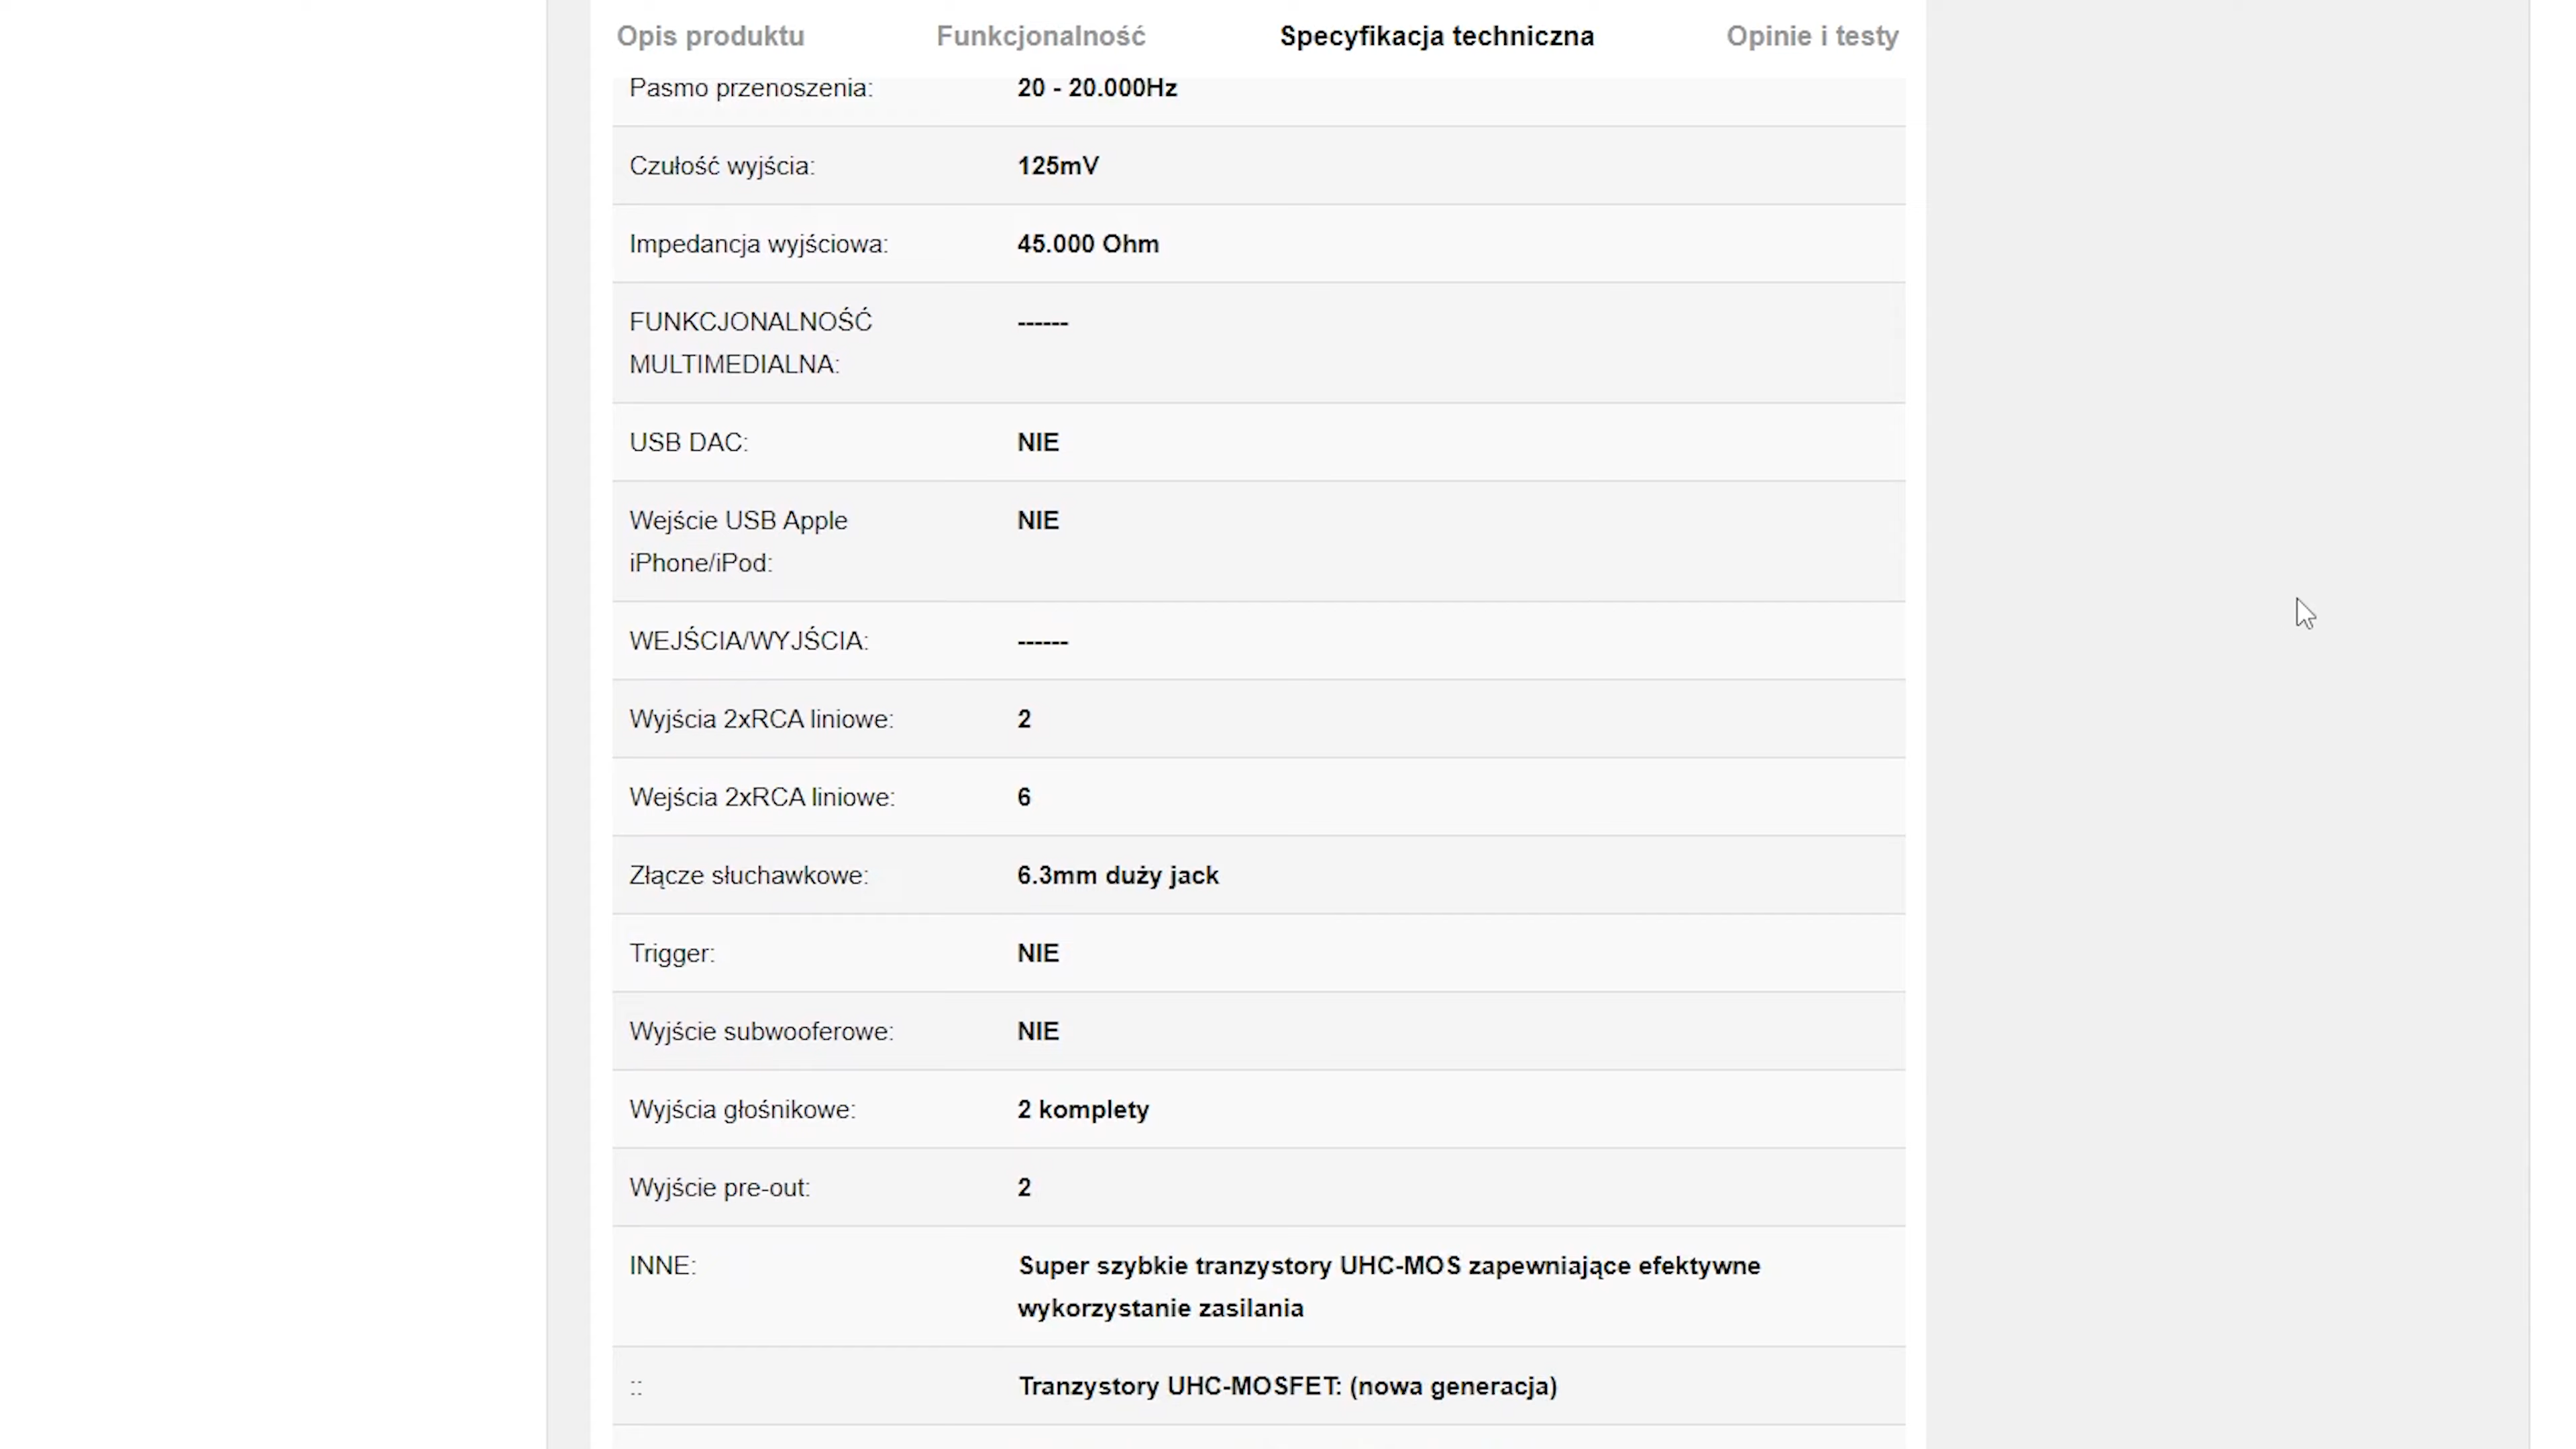 Opis produktu Funkcjonalność Specyfikacja techniczna Opinie i testy
Pasmo przenoszenia: 20 - 20.000Hz
Czułość wyjścia: 125mV
Impedancja wyjściowa: 45.000 Ohm
FUNKCJONALNOŚĆ ------
MULTIMEDIALNA:
USB DAC: NIE
Wejście USB Apple NIE
iPhone/iPod:
WEJŚCIA/WYJŚCIA: ------
Wyjścia 2xRCA liniowe: 2
Wejścia 2xRCA liniowe: 6
Złącze słuchawkowe: 6.3mm duży jack
Trigger: NIE
Wyjście subwooferowe: NIE
Wyjścia głośnikowe: 2 komplety
Wyjście pre-out: 2
INNE: Super szybkie tranzystory UHC-MOS zapewniające efektywne
wykorzystanie zasilania
:: Tranzystory UHC-MOSFET: (nowa generacja)